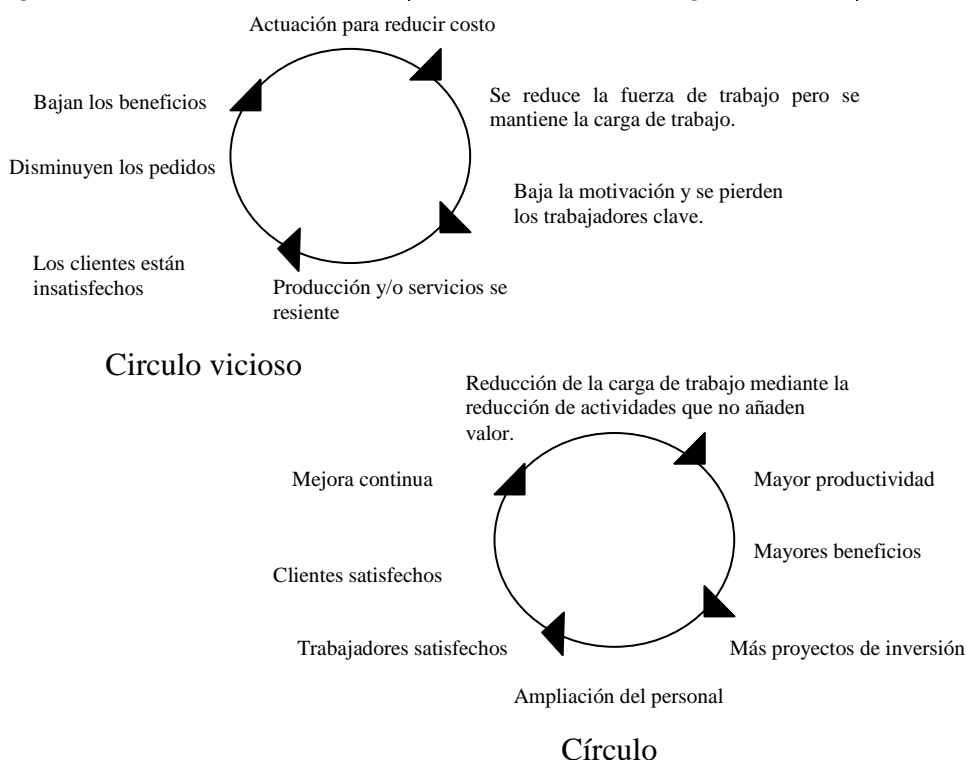 Actuación para reducir costo
Bajan los beneficios
Se reduce la fuerza de trabajo pero se
mantiene la carga de trabajo.
Disminuyen los pedidos
Baja la motivación y se pierden
los trabajadores clave.
Los clientes están
insatisfechos
Producción y/o servicios se
resiente
Circulo vicioso
Reducción de la carga de trabajo mediante la
reducción de actividades que no añaden
valor.
Mejora continua
Mayor productividad
Mayores beneficios
Clientes satisfechos
Trabajadores satisfechos
Más proyectos de inversión
Ampliación del personal
Círculo